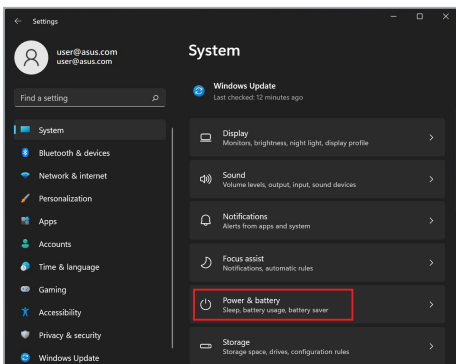 Settings
user@asus.com
user@asus.com
Find a setting
System
Bluetooth & devices
Network & internet
Personalization
Apps
Accounts
Time & language
Gaming
Accessibility
Privacy & security
Windows Update
System
Windows Update
Last checked: 12 minutes ago
Display
Monitors, brightness, night light, display profile
Sound
Volume levels, output, input, sound devices
Notifications
Alerts from apps and system
Focus assist
Notifications, automatic rules
Power & battery
Sleep, battery usage, battery saver
Storage
Storage space, drives, configuration rules